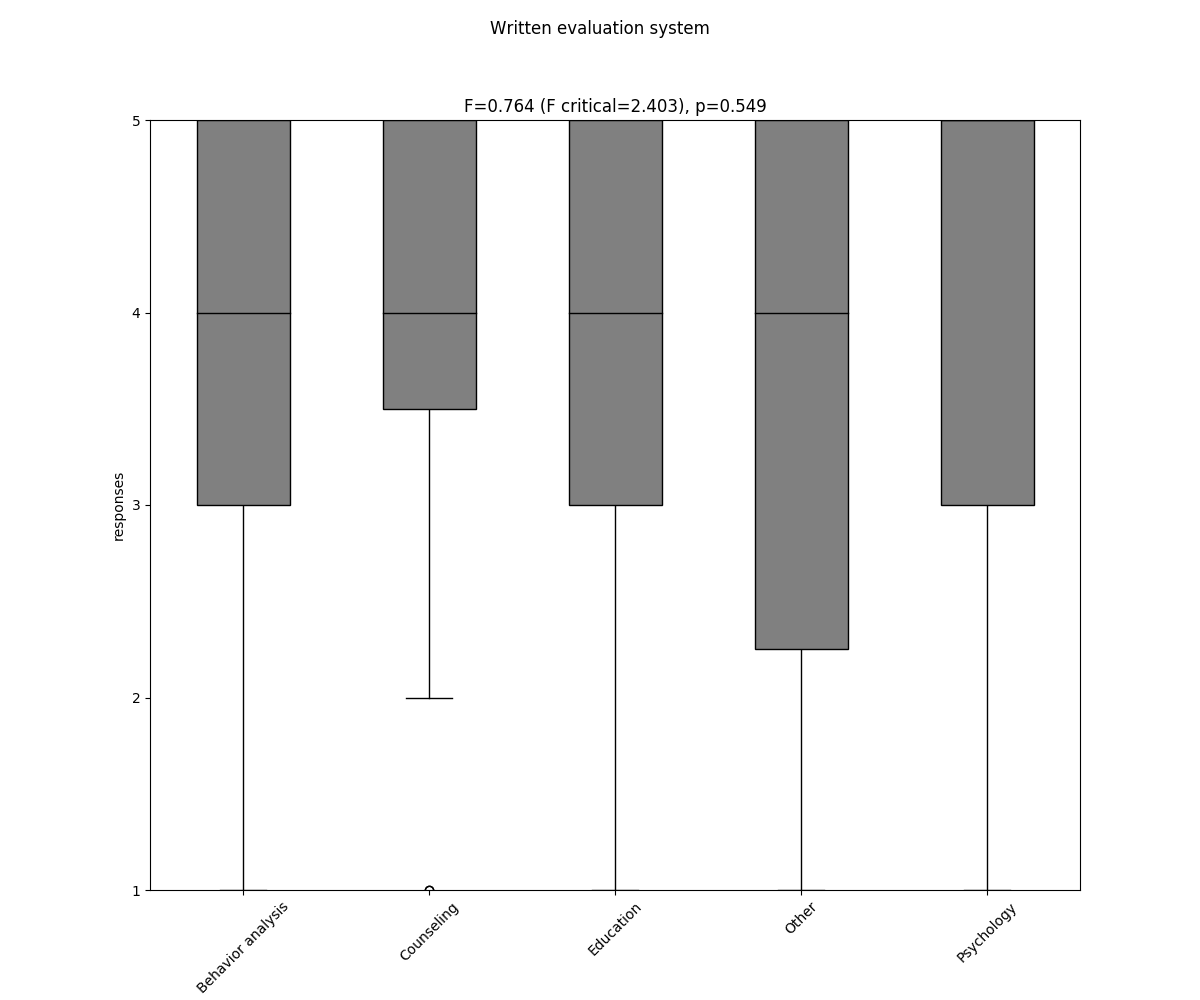 Written evaluation system
F=0.764 (F critical=2.403), p=0.549
5
4
3
2
1
responses
Behavior analysis
Counseling
Education
Other
Psychology